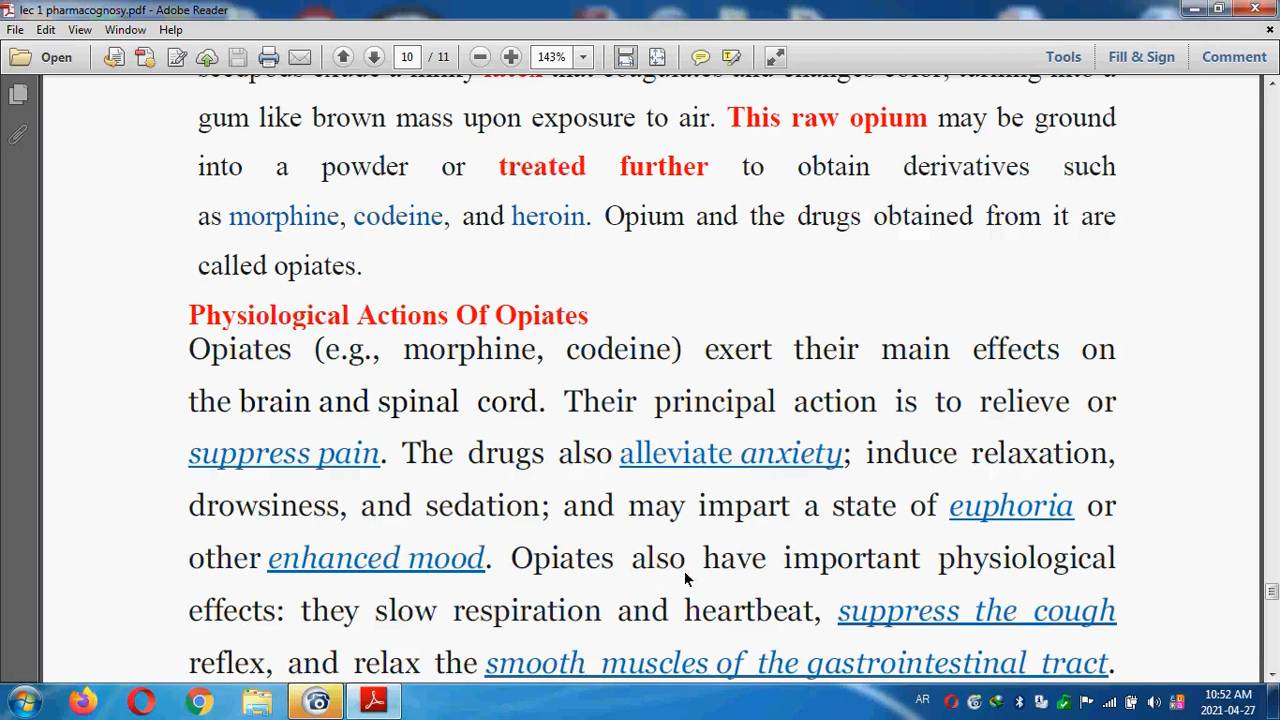 lec 1 pharmacognosy.pdf - Adobe Reader
File Edit View Window Help
Open 10 / 11 143% Tools Fill & Sign Comment
gum like brown mass upon exposure to air. This raw opium may be ground
into a powder or treated further to obtain derivatives such
as morphine, codeine, and heroin. Opium and the drugs obtained from it are
called opiates.
Physiological Actions Of Opiates
Opiates (e.g., morphine, codeine) exert their main effects on
the brain and spinal cord. Their principal action is to relieve or
suppress pain. The drugs also alleviate anxiety; induce relaxation,
drowsiness, and sedation; and may impart a state of euphoria or
other enhanced mood. Opiates also have important physiological
effects: they slow respiration and heartbeat, suppress the cough
reflex, and relax the smooth muscles of the gastrointestinal tract.
AR 10:52 AM
2021-04-27